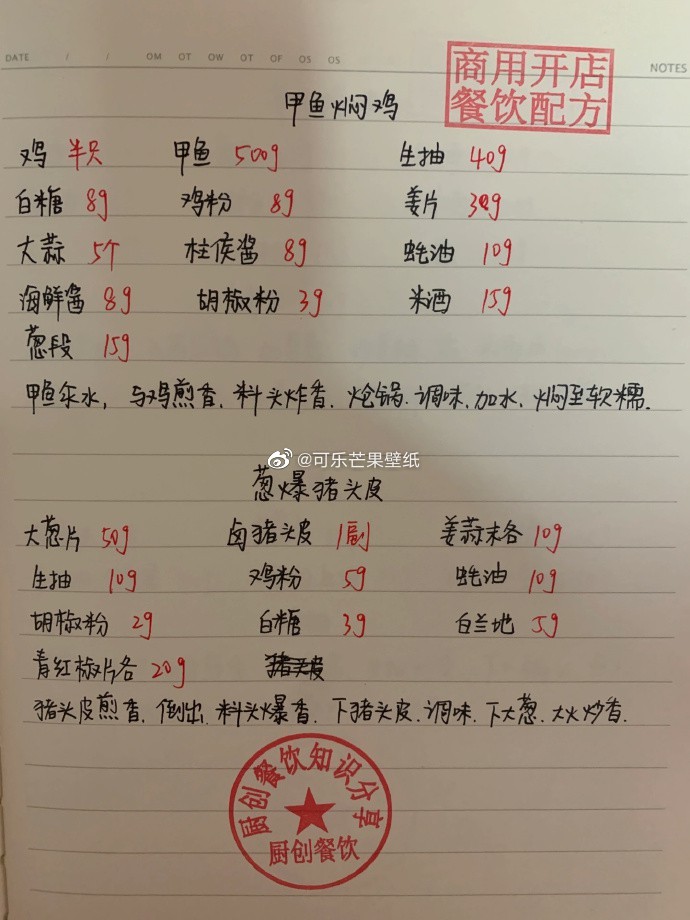 DATE / / OM OT OW OT OF OS OS
NOTES
商用开店
餐饮配方
甲鱼焖鸡
鸡 半只 甲鱼 500g 生抽 40g
白糖 8g 鸡粉 8g 姜片 30g
大蒜 5个 柱侯酱 8g 蚝油 10g
海鲜酱 8g 胡椒粉 3g 米酒 15g
葱段 15g
甲鱼汆水, 与鸡煎香, 料头炸香, 炝锅, 调味, 加水, 焖至软糯.
@可乐芒果壁纸
葱爆猪头皮
大葱片 50g 卤猪头皮 1副 姜蒜末各 10g
生抽 10g 鸡粉 5g 蚝油 10g
胡椒粉 2g 白糖 3g 白兰地 5g
青红椒片各 20g 猪头皮
猪头皮煎香, 倒出, 料头爆香, 下猪头皮, 调味, 下大葱, 大火炒香.
厨创餐饮知识分享
厨创餐饮